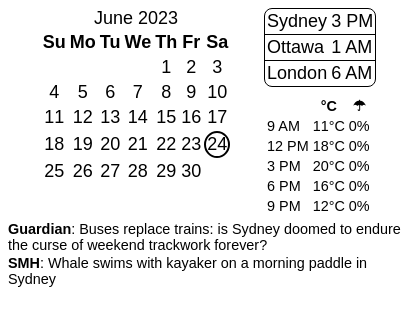 June 2023
Su Mo Tu We Th Fr Sa
1 2 3
4 5 6 7 8 9 10
11 12 13 14 15 16 17
18 19 20 21 22 23 24
25 26 27 28 29 30
Sydney 3 PM
Ottawa 1 AM
London 6 AM
°C ☂
9 AM 11°C 0%
12 PM 18°C 0%
3 PM 20°C 0%
6 PM 16°C 0%
9 PM 12°C 0%
Guardian: Buses replace trains: is Sydney doomed to endure
the curse of weekend trackwork forever?
SMH: Whale swims with kayaker on a morning paddle in
Sydney